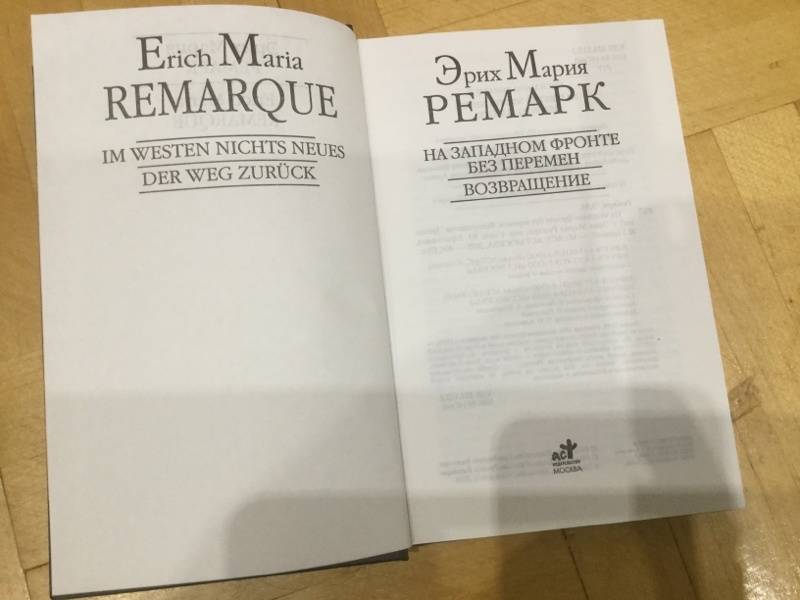 Erich Maria
REMARQUE
IM WESTEN NICHTS NEUES
DER WEG ZURÜCK
Эрих Мария
РЕМАРК
НА ЗАПАДНОМ ФРОНТЕ
БЕЗ ПЕРЕМЕН
ВОЗВРАЩЕНИЕ
аст
ИЗДАТЕЛЬСТВО
МОСКВА